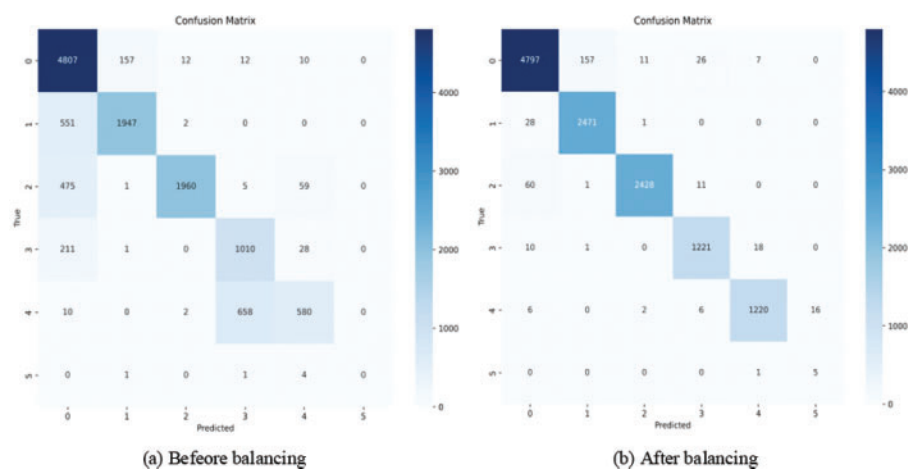 Confusion Matrix
0 4807 157 12 12 10 0
1 551 1947 2 0 0 0
2 475 1 1960 5 59 0
3 211 1 0 1010 28 0
4 10 0 2 658 580 0
5 0 1 0 1 4 0
0 1 2 3 4 5
True
Predicted
4000
3000
2000
1000
0
(a) Befeore balancing
Confusion Matrix
0 4797 157 11 26 7 0
1 28 2471 1 0 0 0
2 60 1 2428 11 0 0
3 10 1 0 1221 18 0
4 6 0 2 6 1220 16
5 0 0 0 0 1 5
0 1 2 3 4 5
True
Predicted
4000
3000
2000
1000
0
(b) After balancing